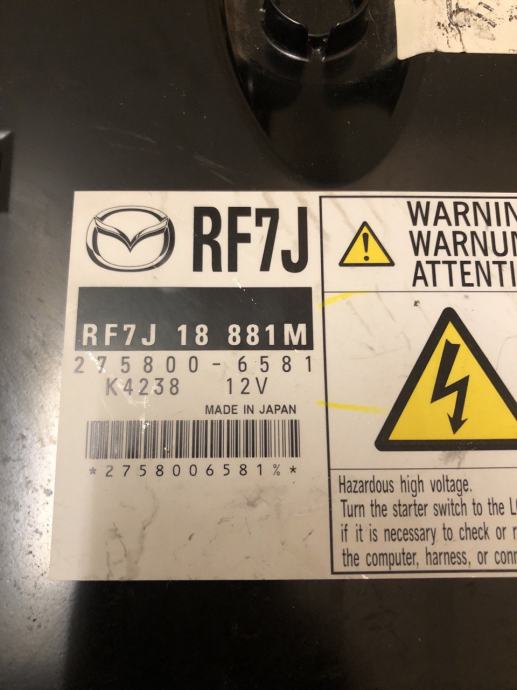 RF7J
RF7J 18 881M
275800-6581
K4238 12V
MADE IN JAPAN
*2758006581%*
WARNIN
WARNUN
ATTENTI
Hazardous high voltage.
Turn the starter switch to the L
if it is necessary to check or r
the computer, harness, or con